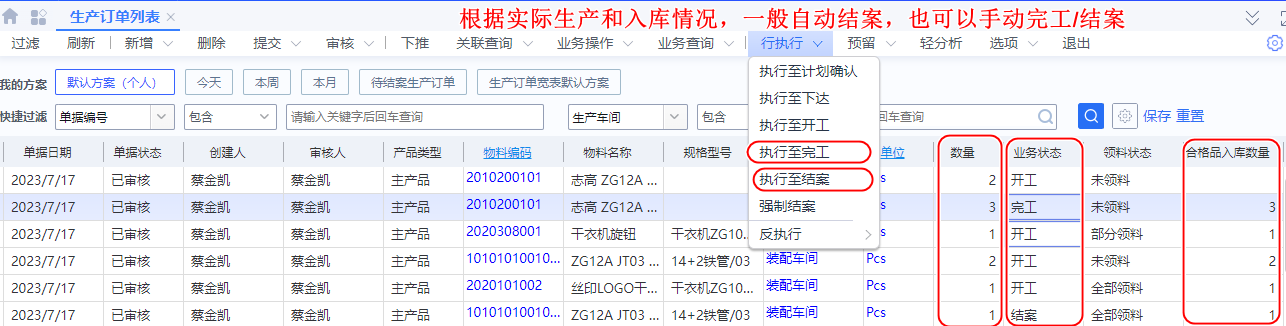 生产订单列表 × 根据实际生产和入库情况，一般自动结案，也可以手动完工/结案
过滤 刷新 新增 删除 提交 审核 下推 关联查询 业务操作 业务查询 行执行 预留 轻分析 选项 退出
我的方案 默认方案（个人） 今天 本周 本月 待结案生产订单 生产订单宽表默认方案
快捷过滤 单据编号 包含 请输入关键字后回车查询 生产车间 包含 回车查询 保存 重置
执行至计划确认
执行至下达
执行至开工
执行至完工
执行至结案
强制结案
反执行
单据日期 单据状态 创建人 审核人 产品类型 物料编码 物料名称 规格型号 单位 数量 业务状态 领料状态 合格品入库数量
2023/7/17 已审核 蔡金凯 蔡金凯 主产品 2010200101 志高 ZG12A ... s 2 开工 未领料
2023/7/17 已审核 蔡金凯 蔡金凯 主产品 2010200101 志高 ZG12A ... s 3 完工 未领料 3
2023/7/17 已审核 蔡金凯 蔡金凯 主产品 2020308001 干衣机旋钮 干衣机ZG10... 1 开工 部分领料 1
2023/7/17 已审核 蔡金凯 蔡金凯 主产品 10101010010... ZG12A JT03 ... 14+2铁管/03 装配车间 Pcs 2 开工 未领料 2
2023/7/17 已审核 蔡金凯 蔡金凯 主产品 2020101002 丝印LOGO干... 干衣机ZG10... 装配车间 Pcs 1 开工 全部领料 1
2023/7/17 已审核 蔡金凯 蔡金凯 主产品 10101010010... ZG12A JT03 ... 14+2铁管/03 装配车间 Pcs 1 结案 全部领料 1